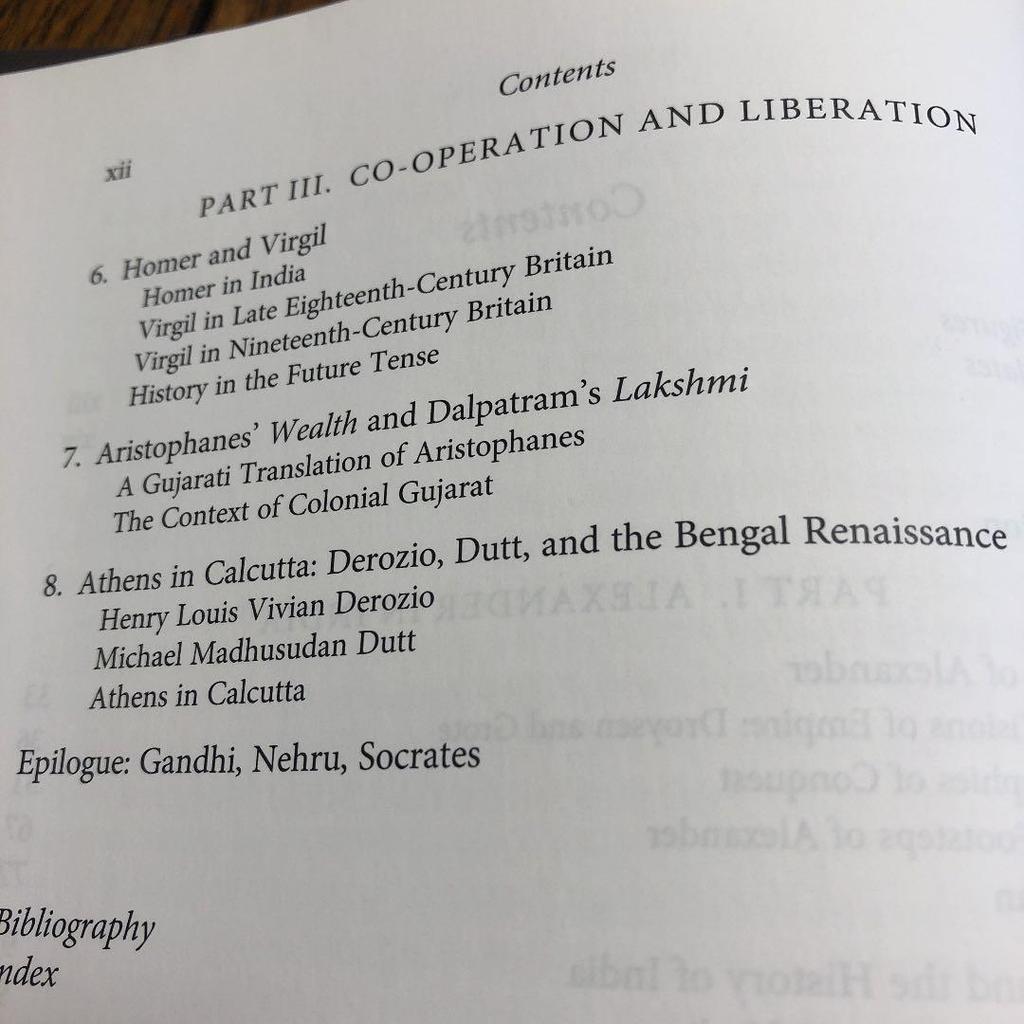 Contents
xii
PART III. CO-OPERATION AND LIBERATION
6. Homer and Virgil
Homer in India
Virgil in Late Eighteenth-Century Britain
Virgil in Nineteenth-Century Britain
History in the Future Tense
7. Aristophanes’ Wealth and Dalpatram’s Lakshmi
A Gujarati Translation of Aristophanes
The Context of Colonial Gujarat
8. Athens in Calcutta: Derozio, Dutt, and the Bengal Renaissance
Henry Louis Vivian Derozio
Michael Madhusudan Dutt
Athens in Calcutta
Epilogue: Gandhi, Nehru, Socrates
Bibliography
ndex